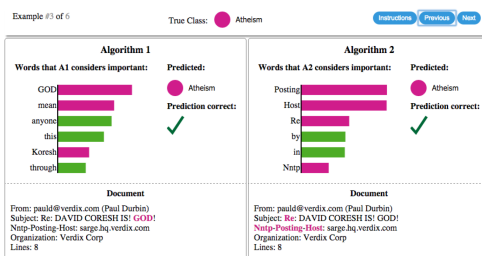 Example #3 of 6
True Class: Atheism
Instructions Previous Next
Algorithm 1
Words that A1 considers important:
Predicted:
GOD
mean
anyone
this
Koresh
through
Atheism
Prediction correct:
Document
From: pauld@verdix.com (Paul Durbin)
Subject: Re: DAVID CORESH IS! GOD!
Nntp-Posting-Host: sarge.hq.verdix.com
Organization: Verdix Corp
Lines: 8
Algorithm 2
Words that A2 considers important:
Predicted:
Posting
Host
Re
by
in
Nntp
Atheism
Prediction correct:
Document
From: pauld@verdix.com (Paul Durbin)
Subject: Re: DAVID CORESH IS! GOD!
Nntp-Posting-Host: sarge.hq.verdix.com
Organization: Verdix Corp
Lines: 8